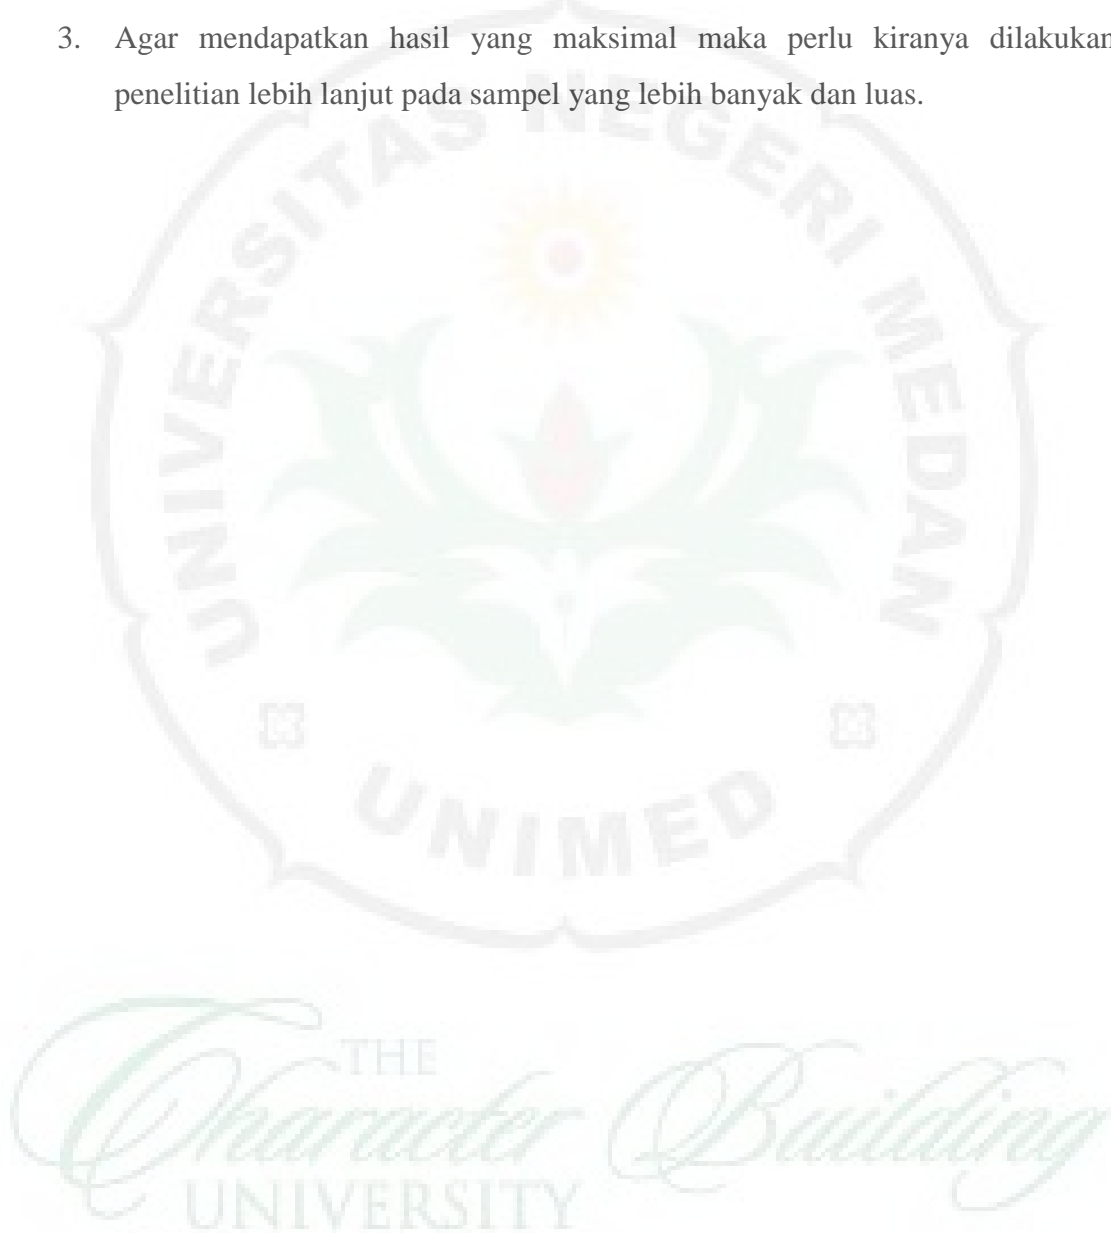 3. Agar mendapatkan hasil yang maksimal maka perlu kiranya dilakukan
penelitian lebih lanjut pada sampel yang lebih banyak dan luas.
UNIVERSITAS NEGERI MEDAN
UNIMED
THE
Character Building
UNIVERSITY